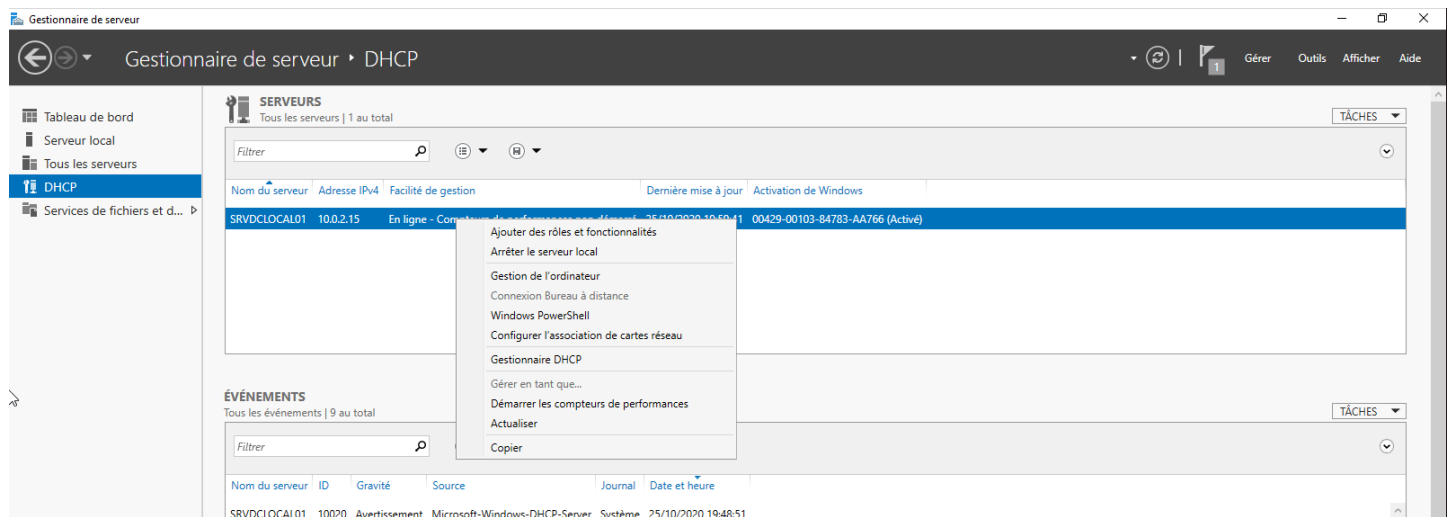 Gestionnaire de serveur
Gestionnaire de serveur • DHCP
1
Gérer Outils Afficher Aide
Tableau de bord
Serveur local
Tous les serveurs
DHCP
Services de fichiers et d...
SERVEURS
Tous les serveurs | 1 au total
TÂCHES
Filtrer
Nom du serveur Adresse IPv4 Facilité de gestion Dernière mise à jour Activation de Windows
SRVDCLOCAL01 10.0.2.15 En ligne - Compteurs de performances non démarré 25/10/2020 19:59:41 00429-00103-84783-AA766 (Activé)
Ajouter des rôles et fonctionnalités
Arrêter le serveur local
Gestion de l'ordinateur
Connexion Bureau à distance
Windows PowerShell
Configurer l'association de cartes réseau
Gestionnaire DHCP
Gérer en tant que...
Démarrer les compteurs de performances
Actualiser
Copier
ÉVÉNEMENTS
Tous les événements | 9 au total
TÂCHES
Filtrer
Nom du serveur ID Gravité Source Journal Date et heure
SRVDCLOCAL01 10020 Avertissement Microsoft-Windows-DHCP-Server Système 25/10/2020 19:48:51